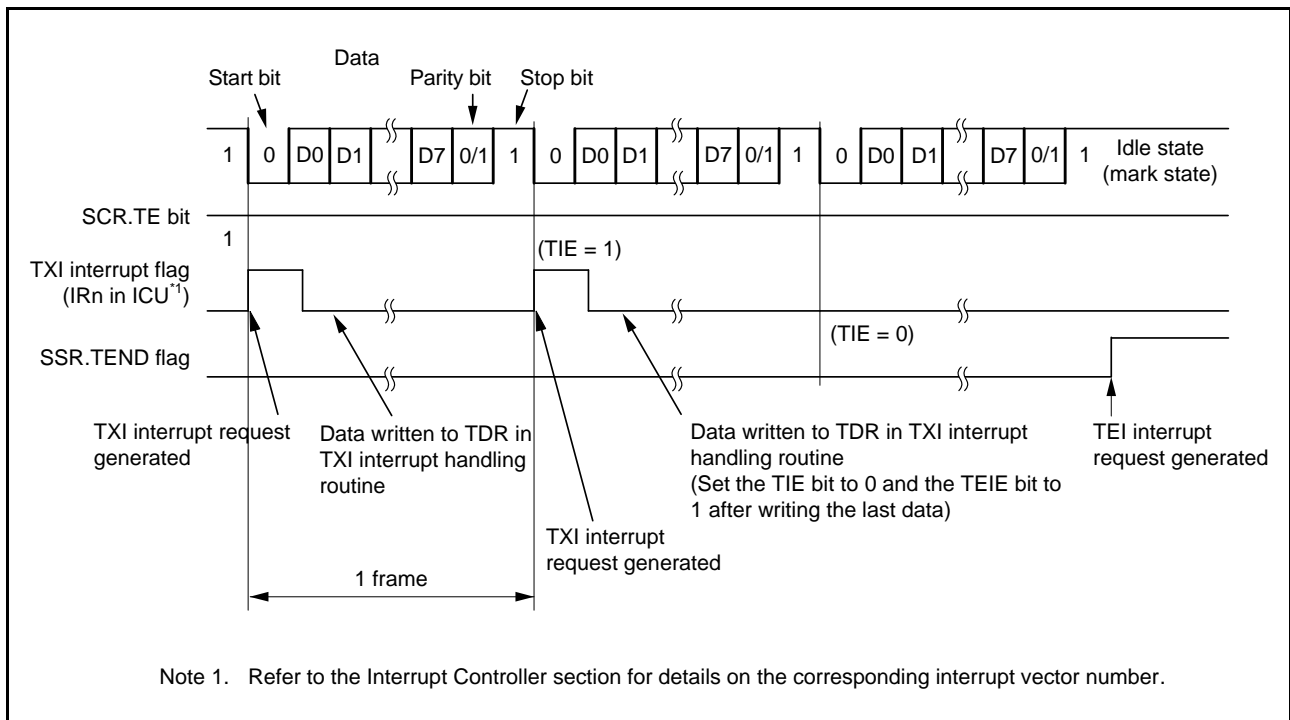 Data
Start bit
Parity bit
Stop bit
1 0 D0 D1 D7 0/1 1 0 D0 D1 D7 0/1 1 0 D0 D1 D7 0/1 1 Idle state
(mark state)
SCR.TE bit
1
(TIE = 1)
TXI interrupt flag
(IRn in ICU*1)
(TIE = 0)
SSR.TEND flag
TXI interrupt request
generated
Data written to TDR in
TXI interrupt handling
routine
Data written to TDR in TXI interrupt
handling routine
(Set the TIE bit to 0 and the TEIE bit to
1 after writing the last data)
TEI interrupt
request generated
TXI interrupt
request generated
1 frame
Note 1. Refer to the Interrupt Controller section for details on the corresponding interrupt vector number.